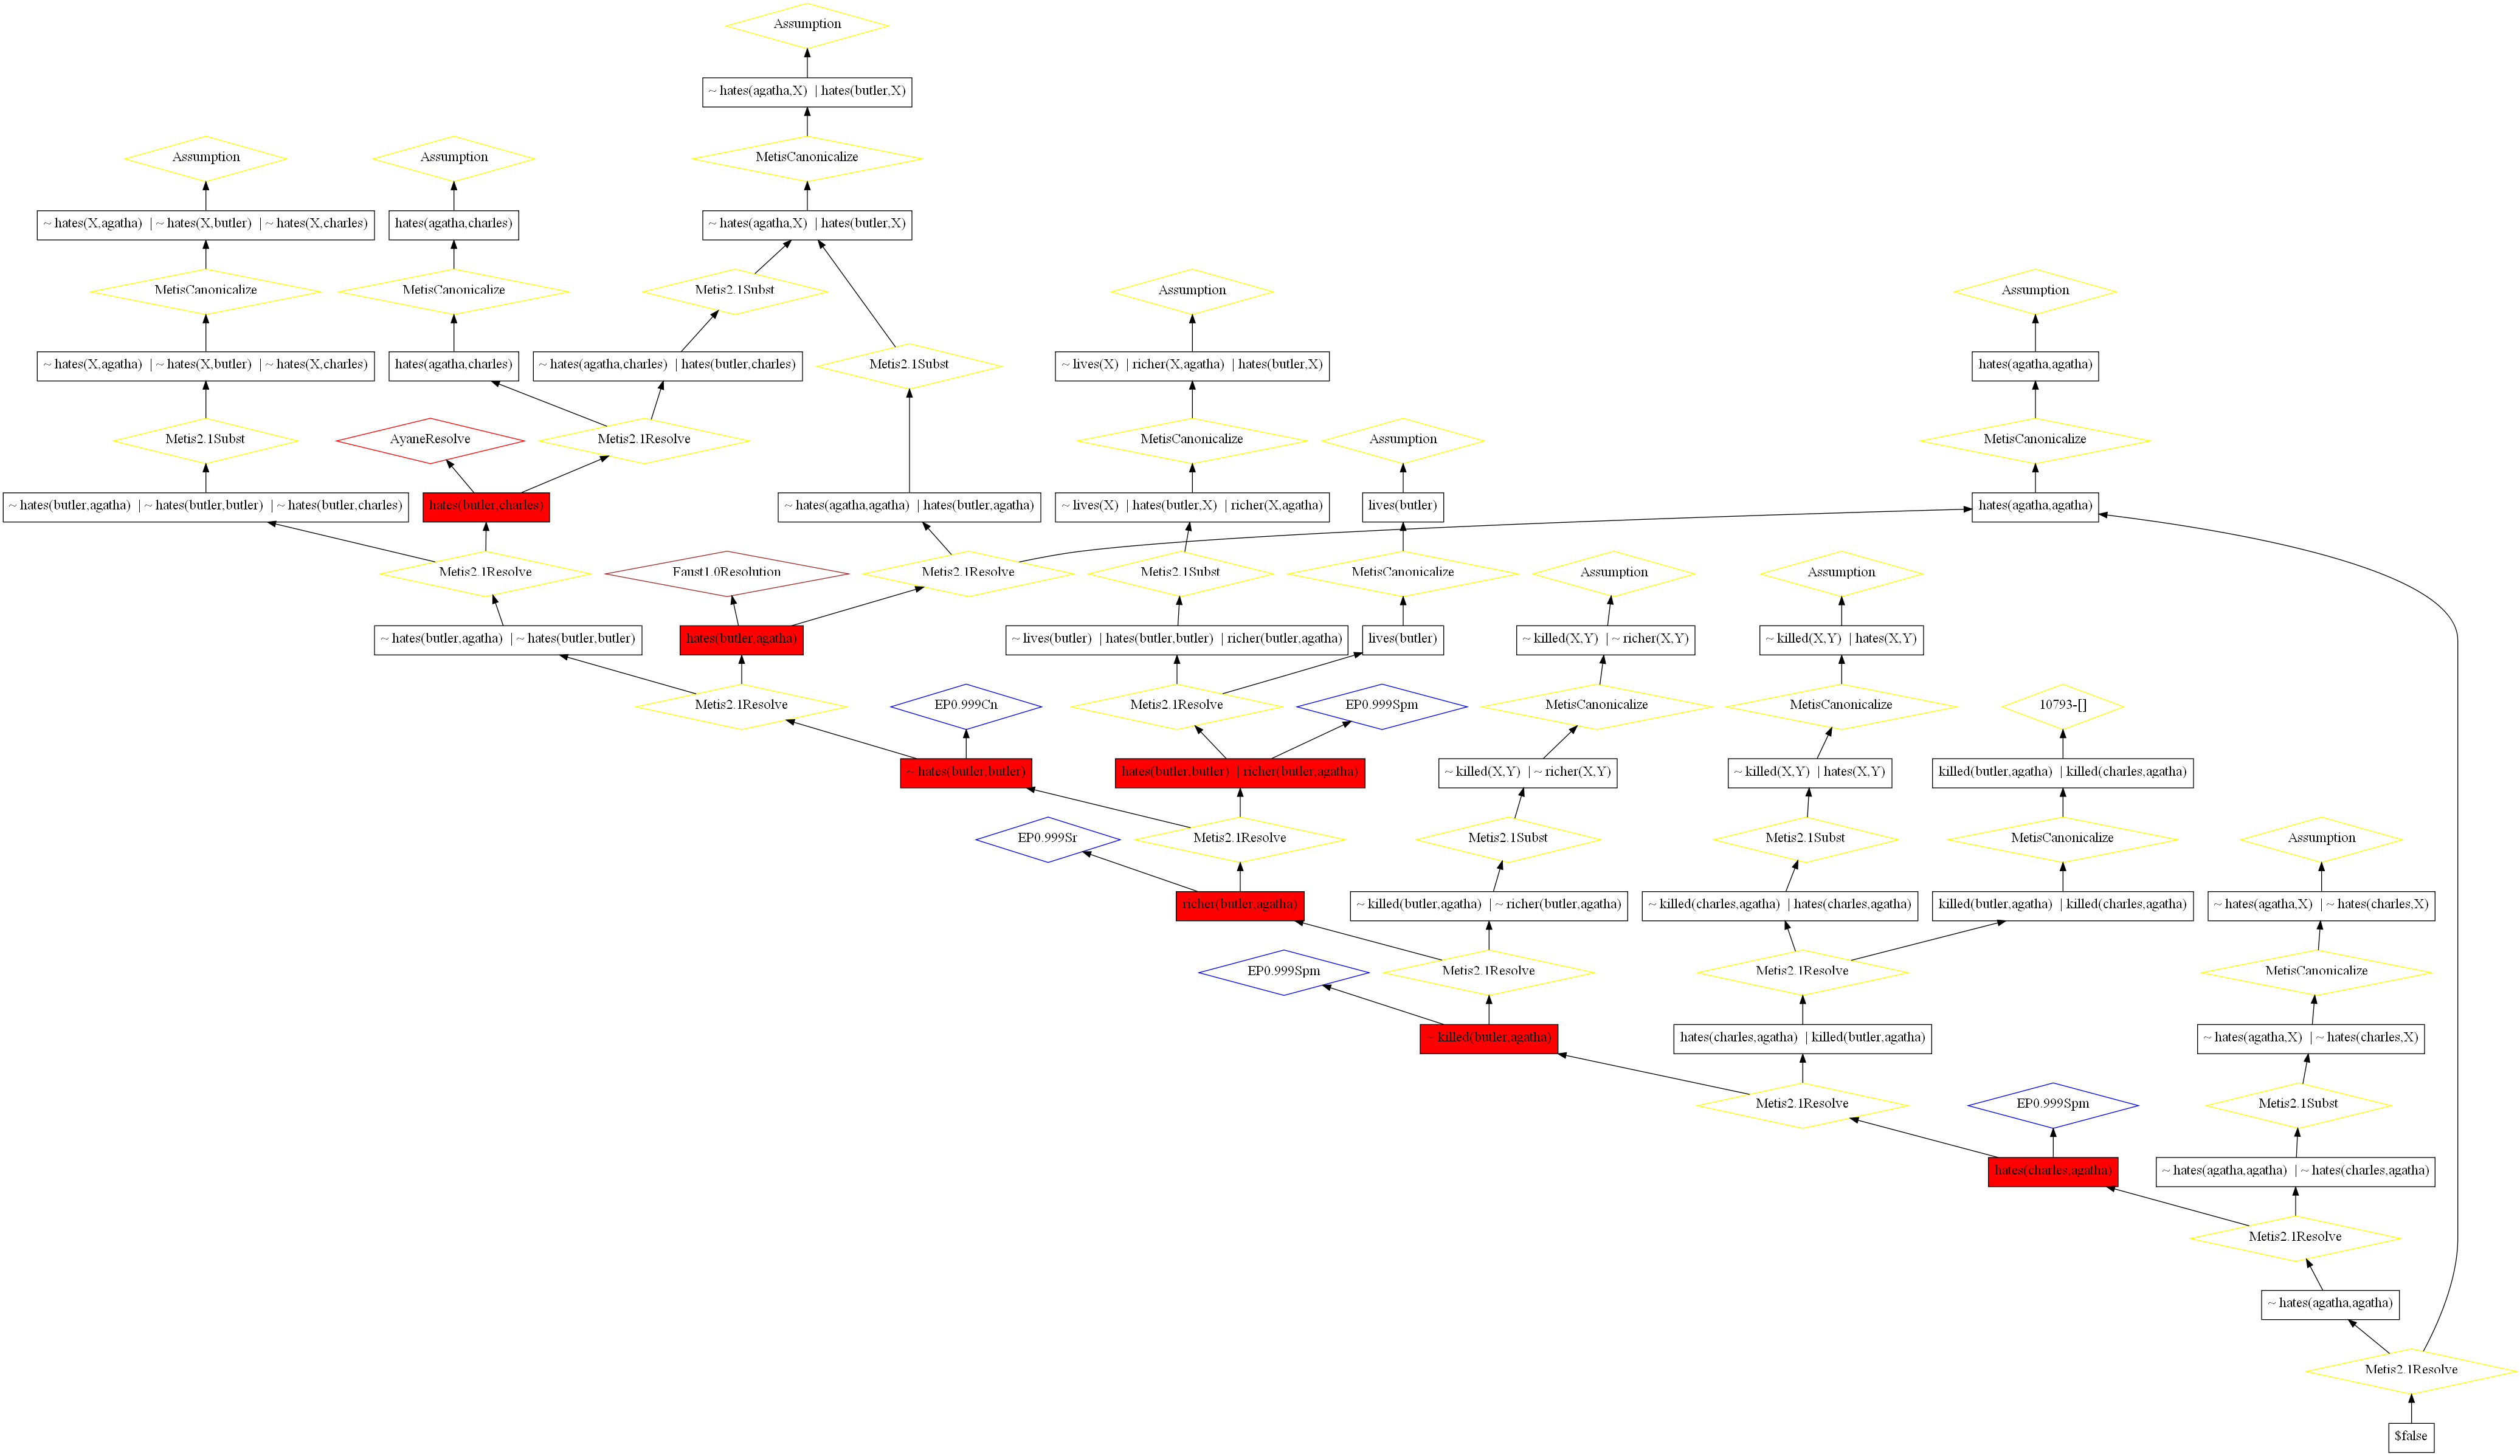 Assumption
~ hates(agatha,X) | hates(butler,X)
Assumption
Assumption
MetisCanonicalize
~ hates(X,agatha) | ~ hates(X,butler) | ~ hates(X,charles)
hates(agatha,charles)
~ hates(agatha,X) | hates(butler,X)
MetisCanonicalize
MetisCanonicalize
Metis2.1Subst
Assumption
Assumption
~ hates(X,agatha) | ~ hates(X,butler) | ~ hates(X,charles)
hates(agatha,charles)
~ hates(agatha,charles) | hates(butler,charles)
Metis2.1Subst
~ lives(X) | richer(X,agatha) | hates(butler,X)
hates(agatha,agatha)
Metis2.1Subst
AyaneResolve
Metis2.1Resolve
MetisCanonicalize
Assumption
MetisCanonicalize
~ hates(butler,agatha) | ~ hates(butler,butler) | ~ hates(butler,charles)
hates(butler,charles)
~ hates(agatha,agatha) | hates(butler,agatha)
~ lives(X) | hates(butler,X) | richer(X,agatha)
lives(butler)
hates(agatha,agatha)
Metis2.1Resolve
Faust1.0Resolution
Metis2.1Resolve
Metis2.1Subst
MetisCanonicalize
Assumption
Assumption
~ hates(butler,agatha) | ~ hates(butler,butler)
hates(butler,agatha)
~ lives(butler) | hates(butler,butler) | richer(butler,agatha)
lives(butler)
~ killed(X,Y) | ~ richer(X,Y)
~ killed(X,Y) | hates(X,Y)
Metis2.1Resolve
EP0.999Cn
Metis2.1Resolve
EP0.999Spm
MetisCanonicalize
MetisCanonicalize
10793-[]
~ hates(butler,butler)
hates(butler,butler) | richer(butler,agatha)
~ killed(X,Y) | ~ richer(X,Y)
~ killed(X,Y) | hates(X,Y)
killed(butler,agatha) | killed(charles,agatha)
EP0.999Sr
Metis2.1Resolve
Metis2.1Subst
Metis2.1Subst
MetisCanonicalize
Assumption
richer(butler,agatha)
~ killed(butler,agatha) | ~ richer(butler,agatha)
~ killed(charles,agatha) | hates(charles,agatha)
killed(butler,agatha) | killed(charles,agatha)
~ hates(agatha,X) | ~ hates(charles,X)
EP0.999Spm
Metis2.1Resolve
Metis2.1Resolve
MetisCanonicalize
~ killed(butler,agatha)
hates(charles,agatha) | killed(butler,agatha)
~ hates(agatha,X) | ~ hates(charles,X)
Metis2.1Resolve
EP0.999Spm
Metis2.1Subst
hates(charles,agatha)
~ hates(agatha,agatha) | ~ hates(charles,agatha)
Metis2.1Resolve
~ hates(agatha,agatha)
Metis2.1Resolve
$false